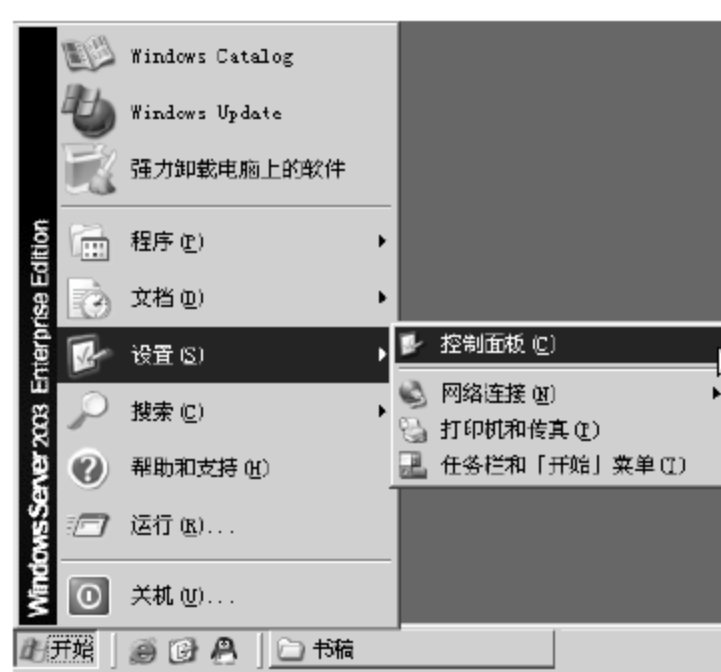 Windows Catalog
Windows Update
强力卸载电脑上的软件
程序(P)
文档(D)
设置(S)
搜索(C)
帮助和支持(H)
运行(R)...
关机(U)...
控制面板(C)
网络连接(N)
打印机和传真(P)
任务栏和「开始」菜单(T)
Windows Server 2003 Enterprise Edition
开始
书稿